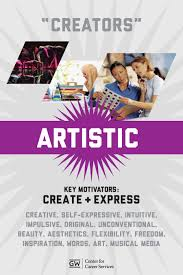 "CREATORS"
ARTISTIC
KEY MOTIVATORS:
CREATE + EXPRESS
CREATIVE, SELF-EXPRESSIVE, INTUITIVE,
IMPULSIVE, ORIGINAL, UNCONVENTIONAL,
BEAUTY, AESTHETICS, FLEXIBILITY, FREEDOM,
INSPIRATION, WORDS, ART, MUSICAL MEDIA
GW
Center for
Career Services